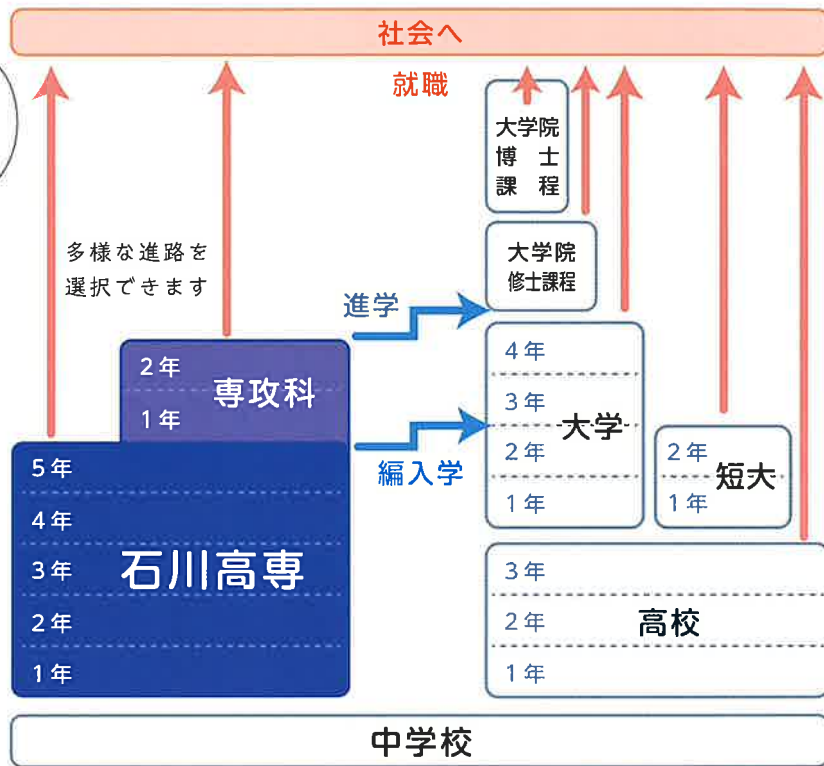 社会へ
就職
大学院
博士
課程
多様な進路を
選択できます
大学院
修士課程
進学
2年
1年
専攻科
編入学
4年
3年
2年
1年
大学
2年
1年
短大
5年
4年
3年
2年
1年
石川高専
3年
2年
1年
高校
中学校